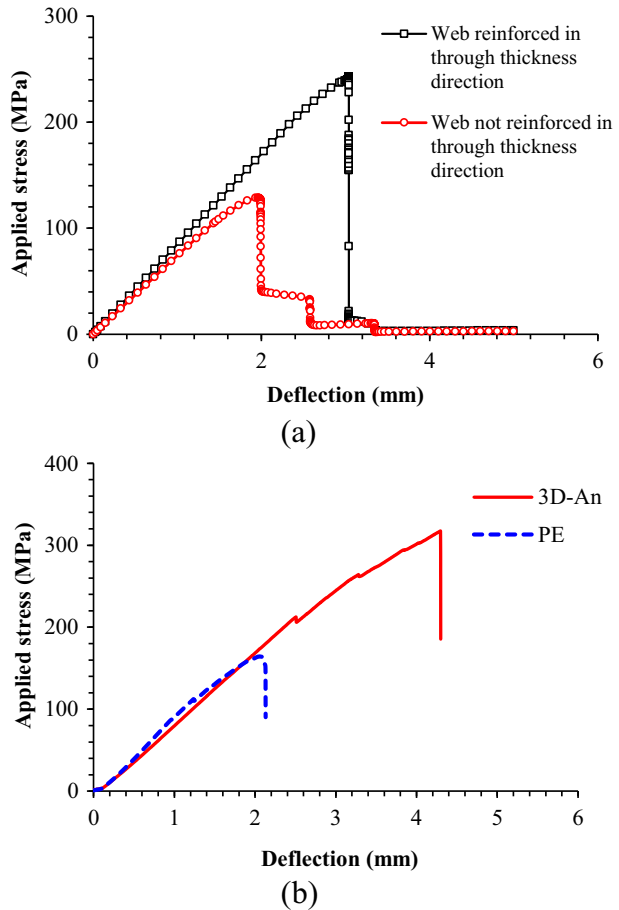 300
200
100
0
0
2
4
6
Applied stress (MPa)
Deflection (mm)
Web reinforced in
through thickness
direction
Web not reinforced in
through thickness
direction
(a)
400
300
200
100
0
0
1
2
3
4
5
6
Applied stress (MPa)
Deflection (mm)
3D-An
PE
(b)